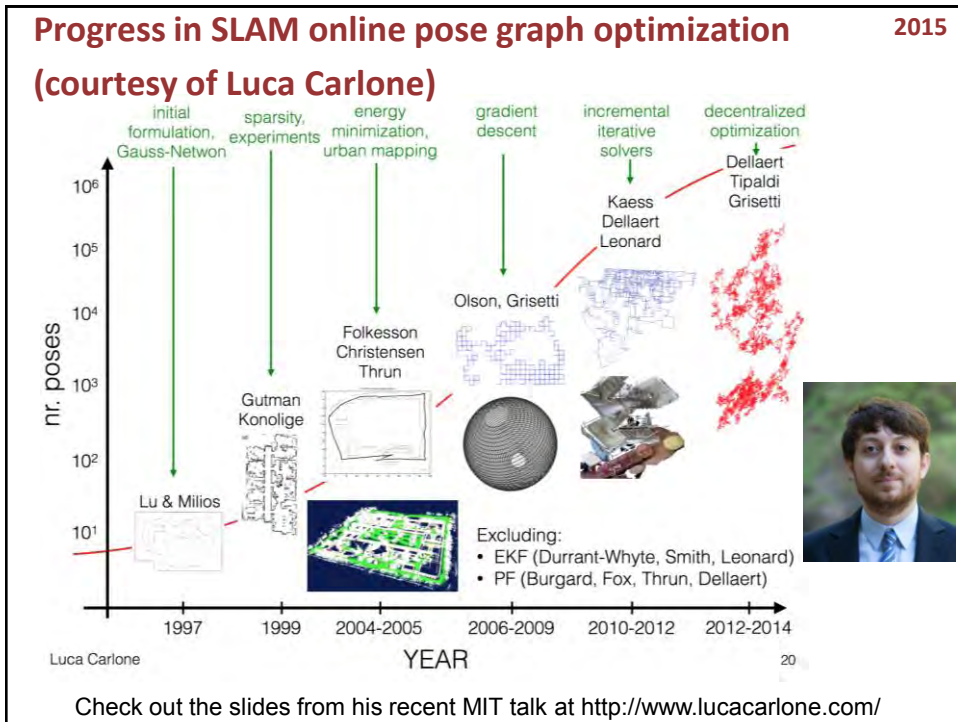 Progress in SLAM online pose graph optimization
2015
(courtesy of Luca Carlone)
initial
formulation,
Gauss-Netwon
sparsity,
experiments
energy
minimization,
urban mapping
gradient
descent
incremental
iterative
solvers
decentralized
optimization
Dellaert
Tipaldi
Grisetti
Kaess
Dellaert
Leonard
Olson, Grisetti
Folkesson
Christensen
Thrun
Gutman
Konolige
Lu & Milios
nr. poses
10⁶
10⁵
10⁴
10³
10²
10¹
Excluding:
• EKF (Durrant-Whyte, Smith, Leonard)
• PF (Burgard, Fox, Thrun, Dellaert)
1997
1999
2004-2005
2006-2009
2010-2012
2012-2014
Luca Carlone
YEAR
20
Check out the slides from his recent MIT talk at http://www.lucacarlone.com/